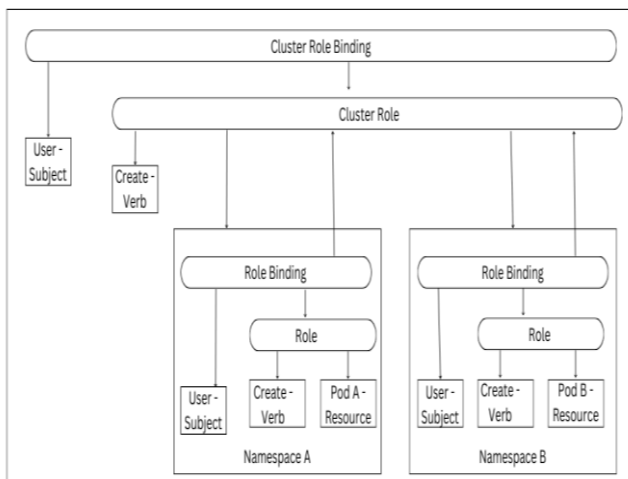 Cluster Role Binding
Cluster Role
User -
Subject
Create -
Verb
Role Binding
Role
User -
Subject
Create -
Verb
Pod A -
Resource
Namespace A
Role Binding
Role
User -
Subject
Create -
Verb
Pod B -
Resource
Namespace B